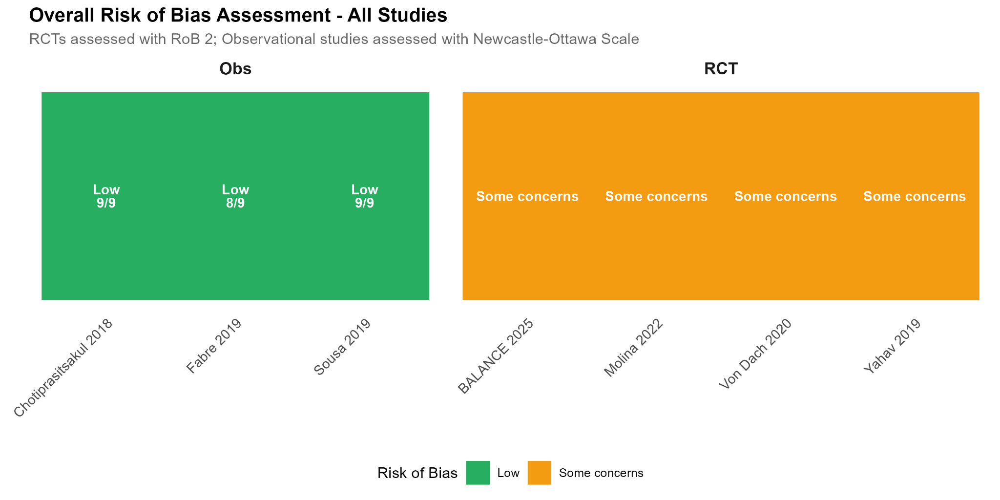 Overall Risk of Bias Assessment - All Studies
RCTs assessed with RoB 2; Observational studies assessed with Newcastle-Ottawa Scale
Obs
RCT
Low
9/9
Low
8/9
Low
9/9
Some concerns
Some concerns
Some concerns
Some concerns
Chotiprasitsakul 2018
Fabre 2019
Sousa 2019
BALANCE 2025
Molina 2022
Von Dach 2020
Yahav 2019
Risk of Bias
Low
Some concerns